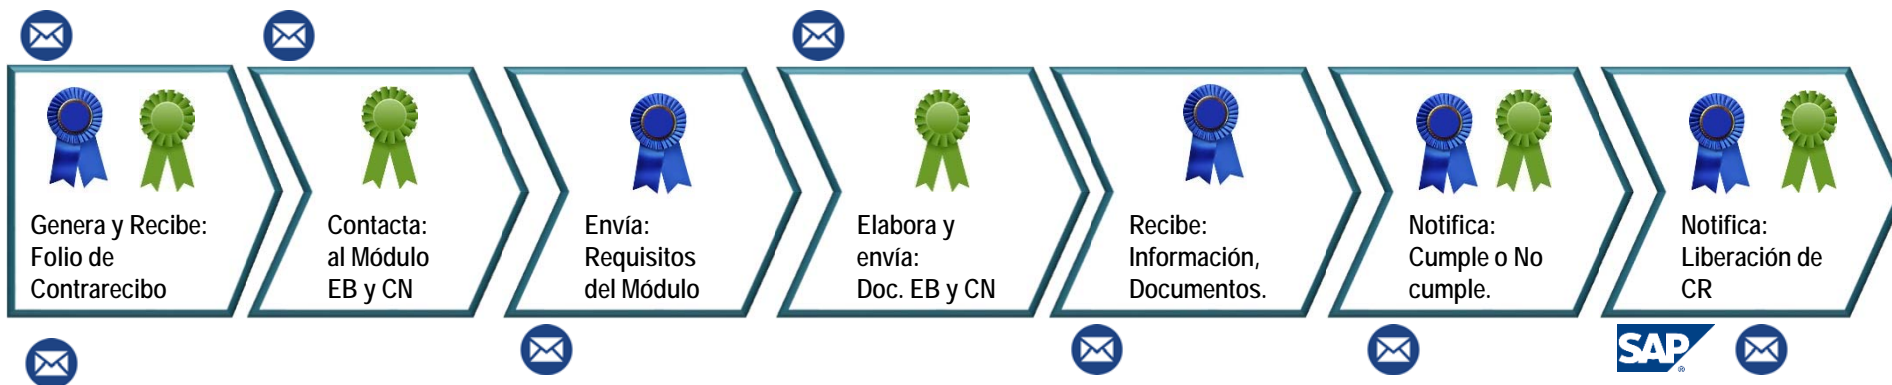 Genera y Recibe:
Folio de
Contrarecibo
Contacta:
al Módulo
EB y CN
Envía:
Requisitos
del Módulo
Elabora y
envía:
Doc. EB y CN
Recibe:
Información,
Documentos.
Notifica:
Cumple o No
cumple.
Notifica:
Liberación de
CR
SAP®